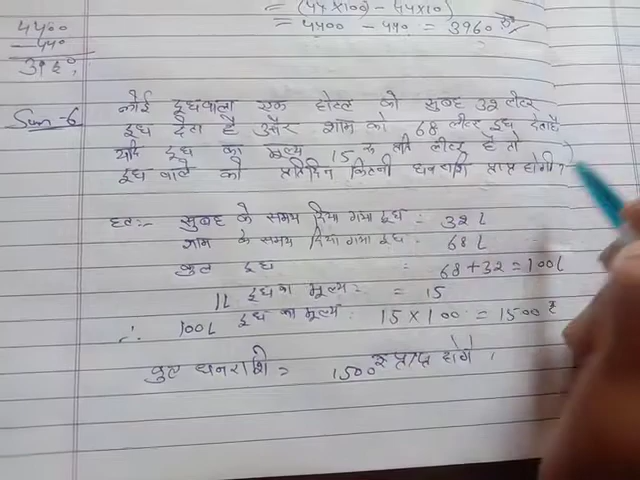 = (44×100) - 44×10)
= 4400 - 440 = 3960 रु
4400
- 440
3960
Sum-6 कोई दूधवाला एक होटल को सुबह 32 लीटर
दूध देता है और शाम को 68 लीटर दूध देता है
यदि दूध का मूल्य 15 रु प्रति लीटर है तो
दूध वाले को प्रतिदिन कितनी धनराशि प्राप्त होगी?
हल:- सुबह के समय दिया गया दूध = 32 l
शाम के समय दिया गया दूध = 68 l
कुल दूध = 68 + 32 = 100 l
1l दूध का मूल्य = = 15
∴ 100l दूध का मूल्य = 15 × 100 = 1500 ₹
कुल धनराशि = 1500 रु प्राप्त होगे।